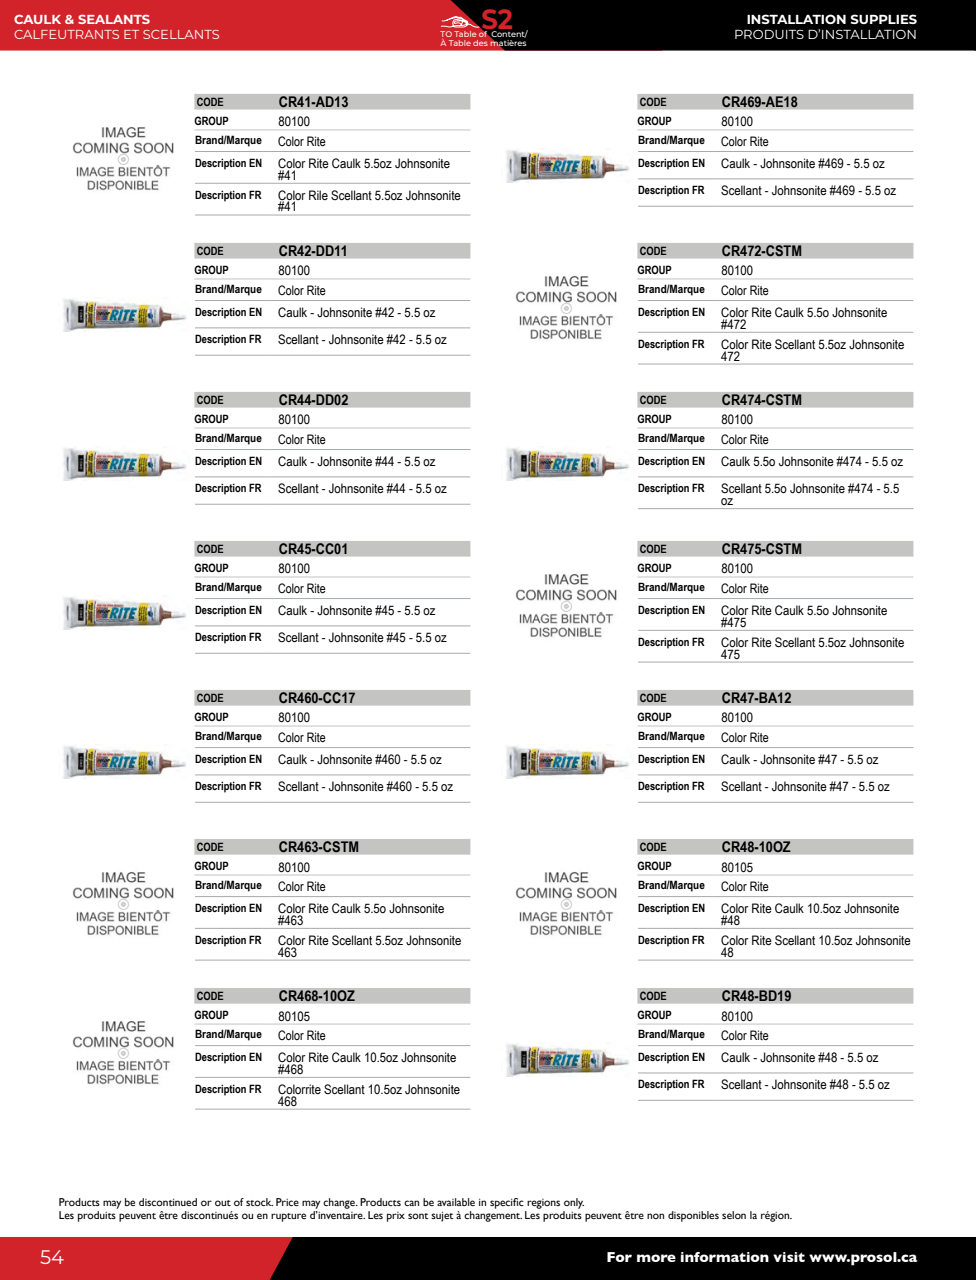 CAULK & SEALANTS
CALFEUTRANTS ET SCELLANTS
S2
TO Table of Content/
À Table des matières
INSTALLATION SUPPLIES
PRODUITS D'INSTALLATION
IMAGE
COMING SOON
IMAGE BIENTÔT
DISPONIBLE
CODE CR41-AD13
GROUP 80100
Brand/Marque Color Rite
Description EN Color Rite Caulk 5.5oz Johnsonite
#41
Description FR Color Rile Scellant 5.5oz Johnsonite
#41
RITE
CODE CR42-DD11
GROUP 80100
Brand/Marque Color Rite
Description EN Caulk - Johnsonite #42 - 5.5 oz
Description FR Scellant - Johnsonite #42 - 5.5 oz
RITE
CODE CR44-DD02
GROUP 80100
Brand/Marque Color Rite
Description EN Caulk - Johnsonite #44 - 5.5 oz
Description FR Scellant - Johnsonite #44 - 5.5 oz
RITE
CODE CR45-CC01
GROUP 80100
Brand/Marque Color Rite
Description EN Caulk - Johnsonite #45 - 5.5 oz
Description FR Scellant - Johnsonite #45 - 5.5 oz
RITE
CODE CR460-CC17
GROUP 80100
Brand/Marque Color Rite
Description EN Caulk - Johnsonite #460 - 5.5 oz
Description FR Scellant - Johnsonite #460 - 5.5 oz
IMAGE
COMING SOON
IMAGE BIENTÔT
DISPONIBLE
CODE CR463-CSTM
GROUP 80100
Brand/Marque Color Rite
Description EN Color Rite Caulk 5.5o Johnsonite
#463
Description FR Color Rite Scellant 5.5oz Johnsonite
463
IMAGE
COMING SOON
IMAGE BIENTÔT
DISPONIBLE
CODE CR468-10OZ
GROUP 80105
Brand/Marque Color Rite
Description EN Color Rite Caulk 10.5oz Johnsonite
#468
Description FR Colorrite Scellant 10.5oz Johnsonite
468
RITE
CODE CR469-AE18
GROUP 80100
Brand/Marque Color Rite
Description EN Caulk - Johnsonite #469 - 5.5 oz
Description FR Scellant - Johnsonite #469 - 5.5 oz
IMAGE
COMING SOON
IMAGE BIENTÔT
DISPONIBLE
CODE CR472-CSTM
GROUP 80100
Brand/Marque Color Rite
Description EN Color Rite Caulk 5.5o Johnsonite
#472
Description FR Color Rite Scellant 5.5oz Johnsonite
472
RITE
CODE CR474-CSTM
GROUP 80100
Brand/Marque Color Rite
Description EN Caulk 5.5o Johnsonite #474 - 5.5 oz
Description FR Scellant 5.5o Johnsonite #474 - 5.5
oz
IMAGE
COMING SOON
IMAGE BIENTÔT
DISPONIBLE
CODE CR475-CSTM
GROUP 80100
Brand/Marque Color Rite
Description EN Color Rite Caulk 5.5o Johnsonite
#475
Description FR Color Rite Scellant 5.5oz Johnsonite
475
RITE
CODE CR47-BA12
GROUP 80100
Brand/Marque Color Rite
Description EN Caulk - Johnsonite #47 - 5.5 oz
Description FR Scellant - Johnsonite #47 - 5.5 oz
IMAGE
COMING SOON
IMAGE BIENTÔT
DISPONIBLE
CODE CR48-10OZ
GROUP 80105
Brand/Marque Color Rite
Description EN Color Rite Caulk 10.5oz Johnsonite
#48
Description FR Color Rite Scellant 10.5oz Johnsonite
48
RITE
CODE CR48-BD19
GROUP 80100
Brand/Marque Color Rite
Description EN Caulk - Johnsonite #48 - 5.5 oz
Description FR Scellant - Johnsonite #48 - 5.5 oz
Products may be discontinued or out of stock. Price may change. Products can be available in specific regions only.
Les produits peuvent être discontinués ou en rupture d'inventaire. Les prix sont sujet à changement. Les produits peuvent être non disponibles selon la région.
54
For more information visit www.prosol.ca